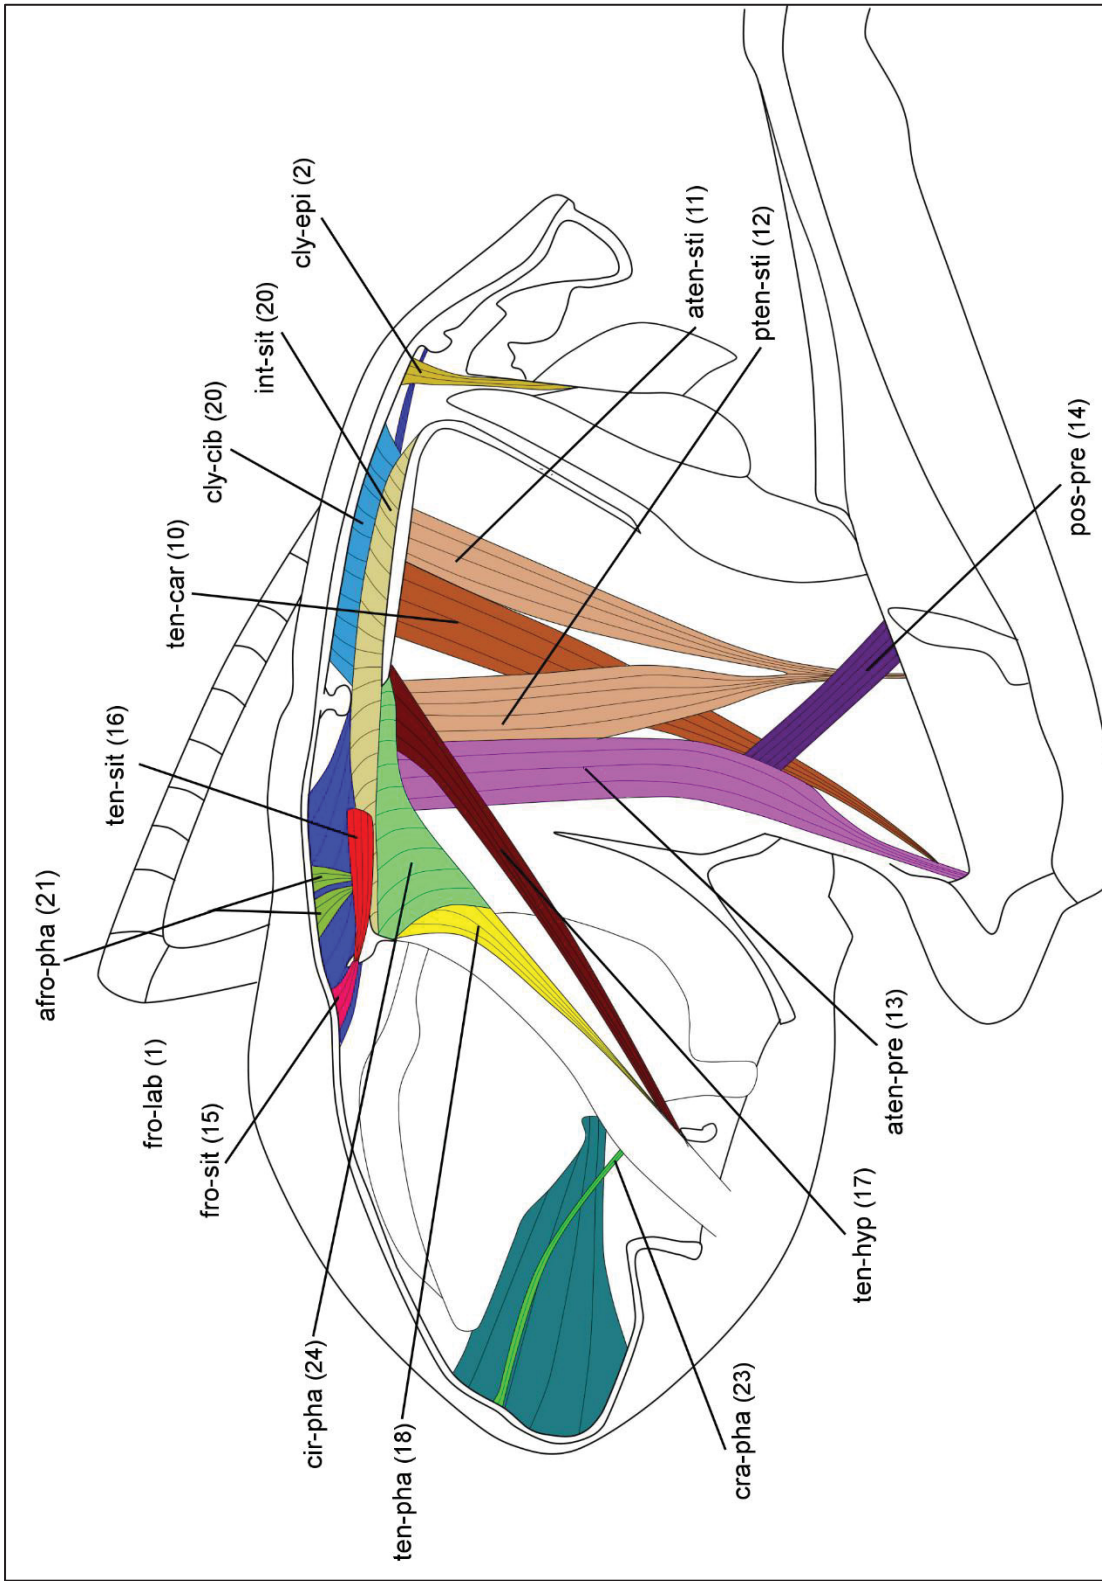 afro-pha (21)
ten-sit (16)
ten-car (10)
cly-cib (20)
int-sit (20)
cly-epi (2)
fro-lab (1)
fro-sit (15)
cir-pha (24)
ten-pha (18)
aten-sti (11)
pten-sti (12)
pos-pre (14)
aten-pre (13)
ten-hyp (17)
cra-pha (23)